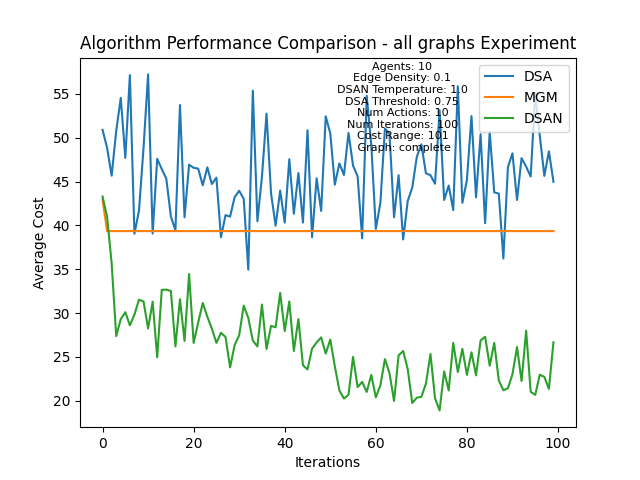 Algorithm Performance Comparison - all graphs Experiment
Agents: 10
Edge Density: 0.1
DSAN Temperature: 1.0
DSA Threshold: 0.75
Num Actions: 10
Num Iterations: 100
Cost Range: 101
Graph: complete
DSA
MGM
DSAN
Average Cost
55
50
45
40
35
30
25
20
0
20
40
60
80
100
Iterations